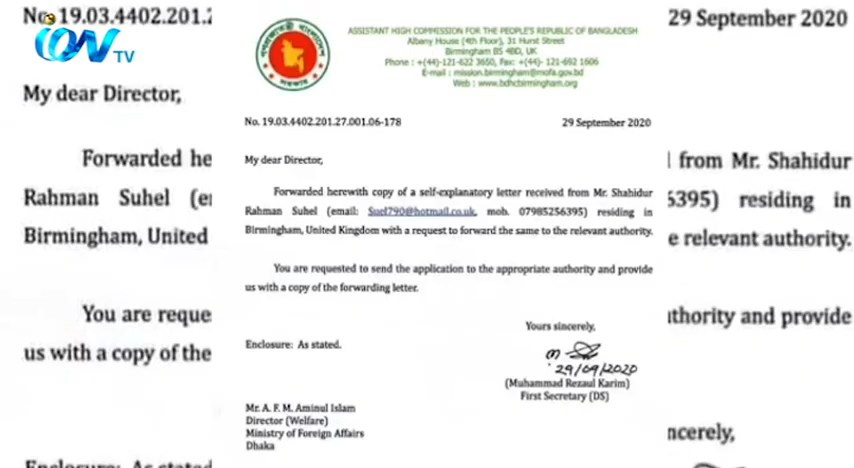 No 19.03.4402.201.2
29 September 2020
ION TV
My dear Director,
Forwarded he
Rahman Suhel (e
Birmingham, United
You are reque
us with a copy of the
Enclosure: As stated
ASSISTANT HIGH COMMISSION FOR THE PEOPLE'S REPUBLIC OF BANGLADESH
Albany House (4th Floor), 31 Hurst Street
Birmingham B5 4BD, UK
Phone : +(44)-121-622 3650, Fax: +(44)- 121-692 1606
E-mail : mission.birmingham@mofa.gov.bd
Web : www.bdhcbirmingham.org
No. 19.03.4402.201.27.001.06-178
29 September 2020
My dear Director,
Forwarded herewith copy of a self-explanatory letter received from Mr. Shahidur
Rahman Suhel (email: Suel790@hotmail.co.uk, mob. 07985256395) residing in
Birmingham, United Kingdom with a request to forward the same to the relevant authority.
You are requested to send the application to the appropriate authority and provide
us with a copy of the forwarding letter.
Yours sincerely,
Enclosure: As stated.
29/09/2020
(Muhammad Rezaul Karim)
First Secretary (DS)
Mr. A. F. M. Aminul Islam
Director (Welfare)
Ministry of Foreign Affairs
Dhaka
from Mr. Shahidur
6395) residing in
e relevant authority.
thority and provide
ncerely,